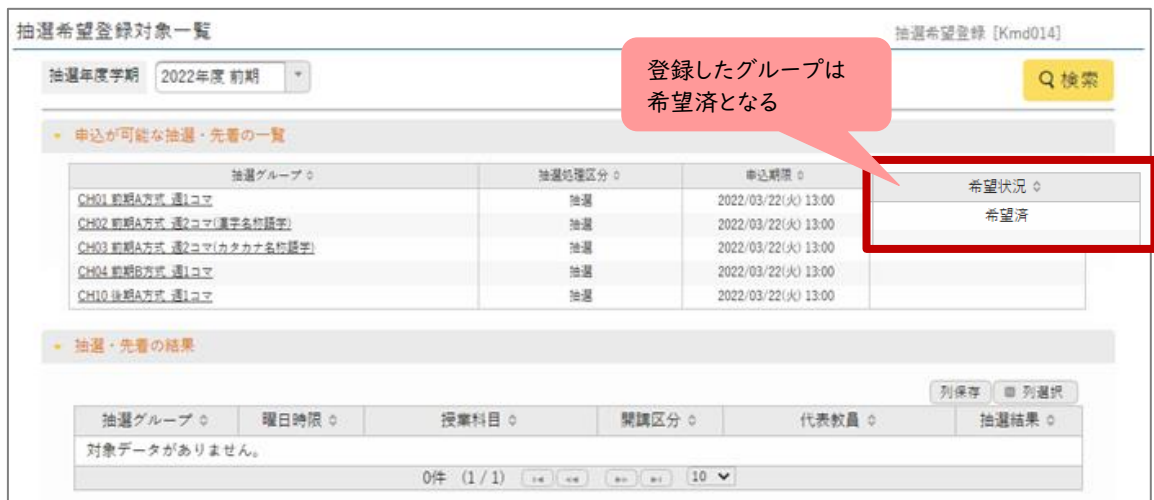 抽選希望登録対象一覧
抽選希望登録 [Kmd014]
抽選年度学期 2022年度 前期
検索
登録したグループは
希望済となる
申込が可能な抽選・先着の一覧
抽選グループ 抽選処理区分 申込期限 希望状況
CH01 前期A方式 週1コマ 抽選 2022/03/22(火) 13:00 希望済
CH02 前期A方式 週2コマ(漢字名称語学) 抽選 2022/03/22(火) 13:00
CH03 前期A方式 週2コマ(カタカナ名称語学) 抽選 2022/03/22(火) 13:00
CH04 前期B方式 週1コマ 抽選 2022/03/22(火) 13:00
CH10 後期A方式 週1コマ 抽選 2022/03/22(火) 13:00
抽選・先着の結果
列保存 列選択
抽選グループ 曜日時限 授業科目 開講区分 代表教員 抽選結果
対象データがありません。
0件 (1 / 1) 10